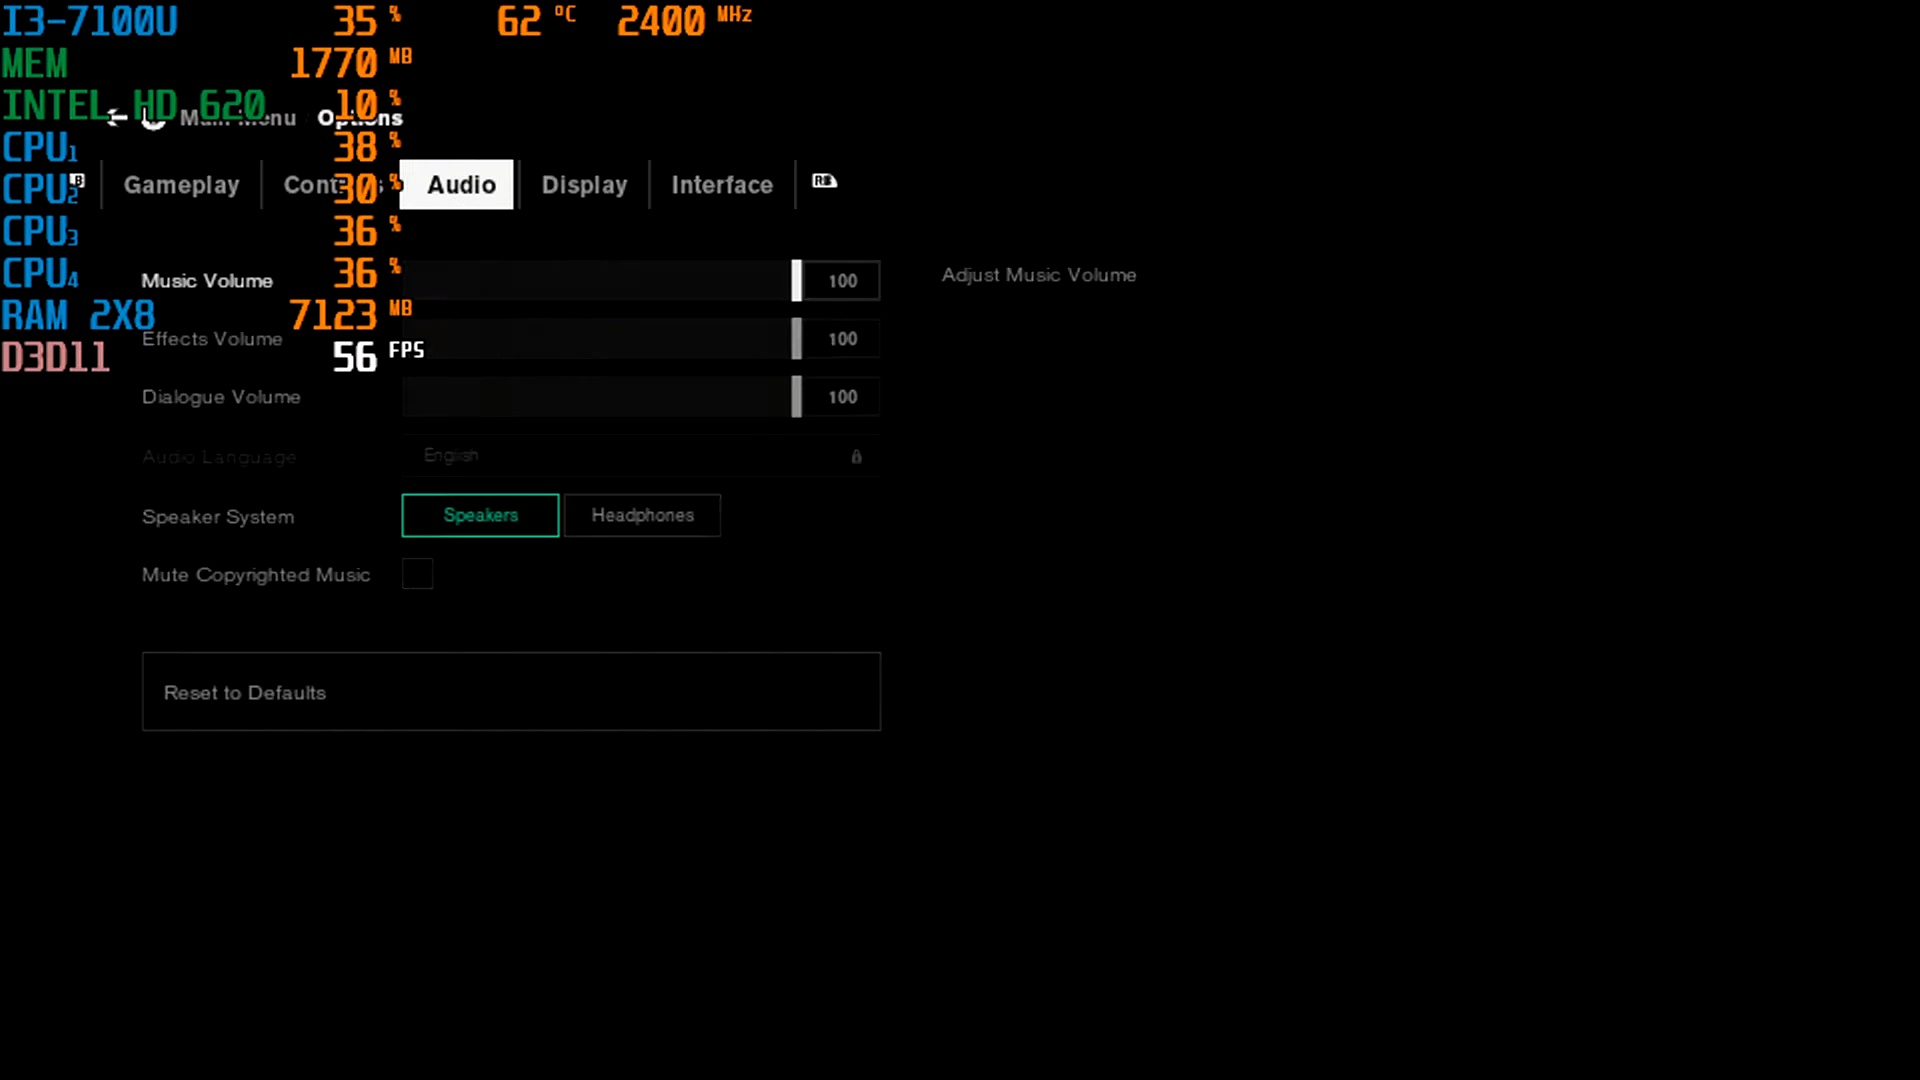 I3-7100U 35 % 62 °C 2400 MHz
MEM 1770 MB
INTEL HD 620 10 %
Main Menu Options
CPU1 38 %
CPU2 30 %
Gameplay Audio Display Interface
CPU3 36 %
CPU4 36 %
Music Volume 100 Adjust Music Volume
RAM 2X8 7123 MB
Effects Volume 100
D3D11 56 FPS
Dialogue Volume 100
Audio Language English
Speaker System Speakers Headphones
Mute Copyrighted Music
Reset to Defaults